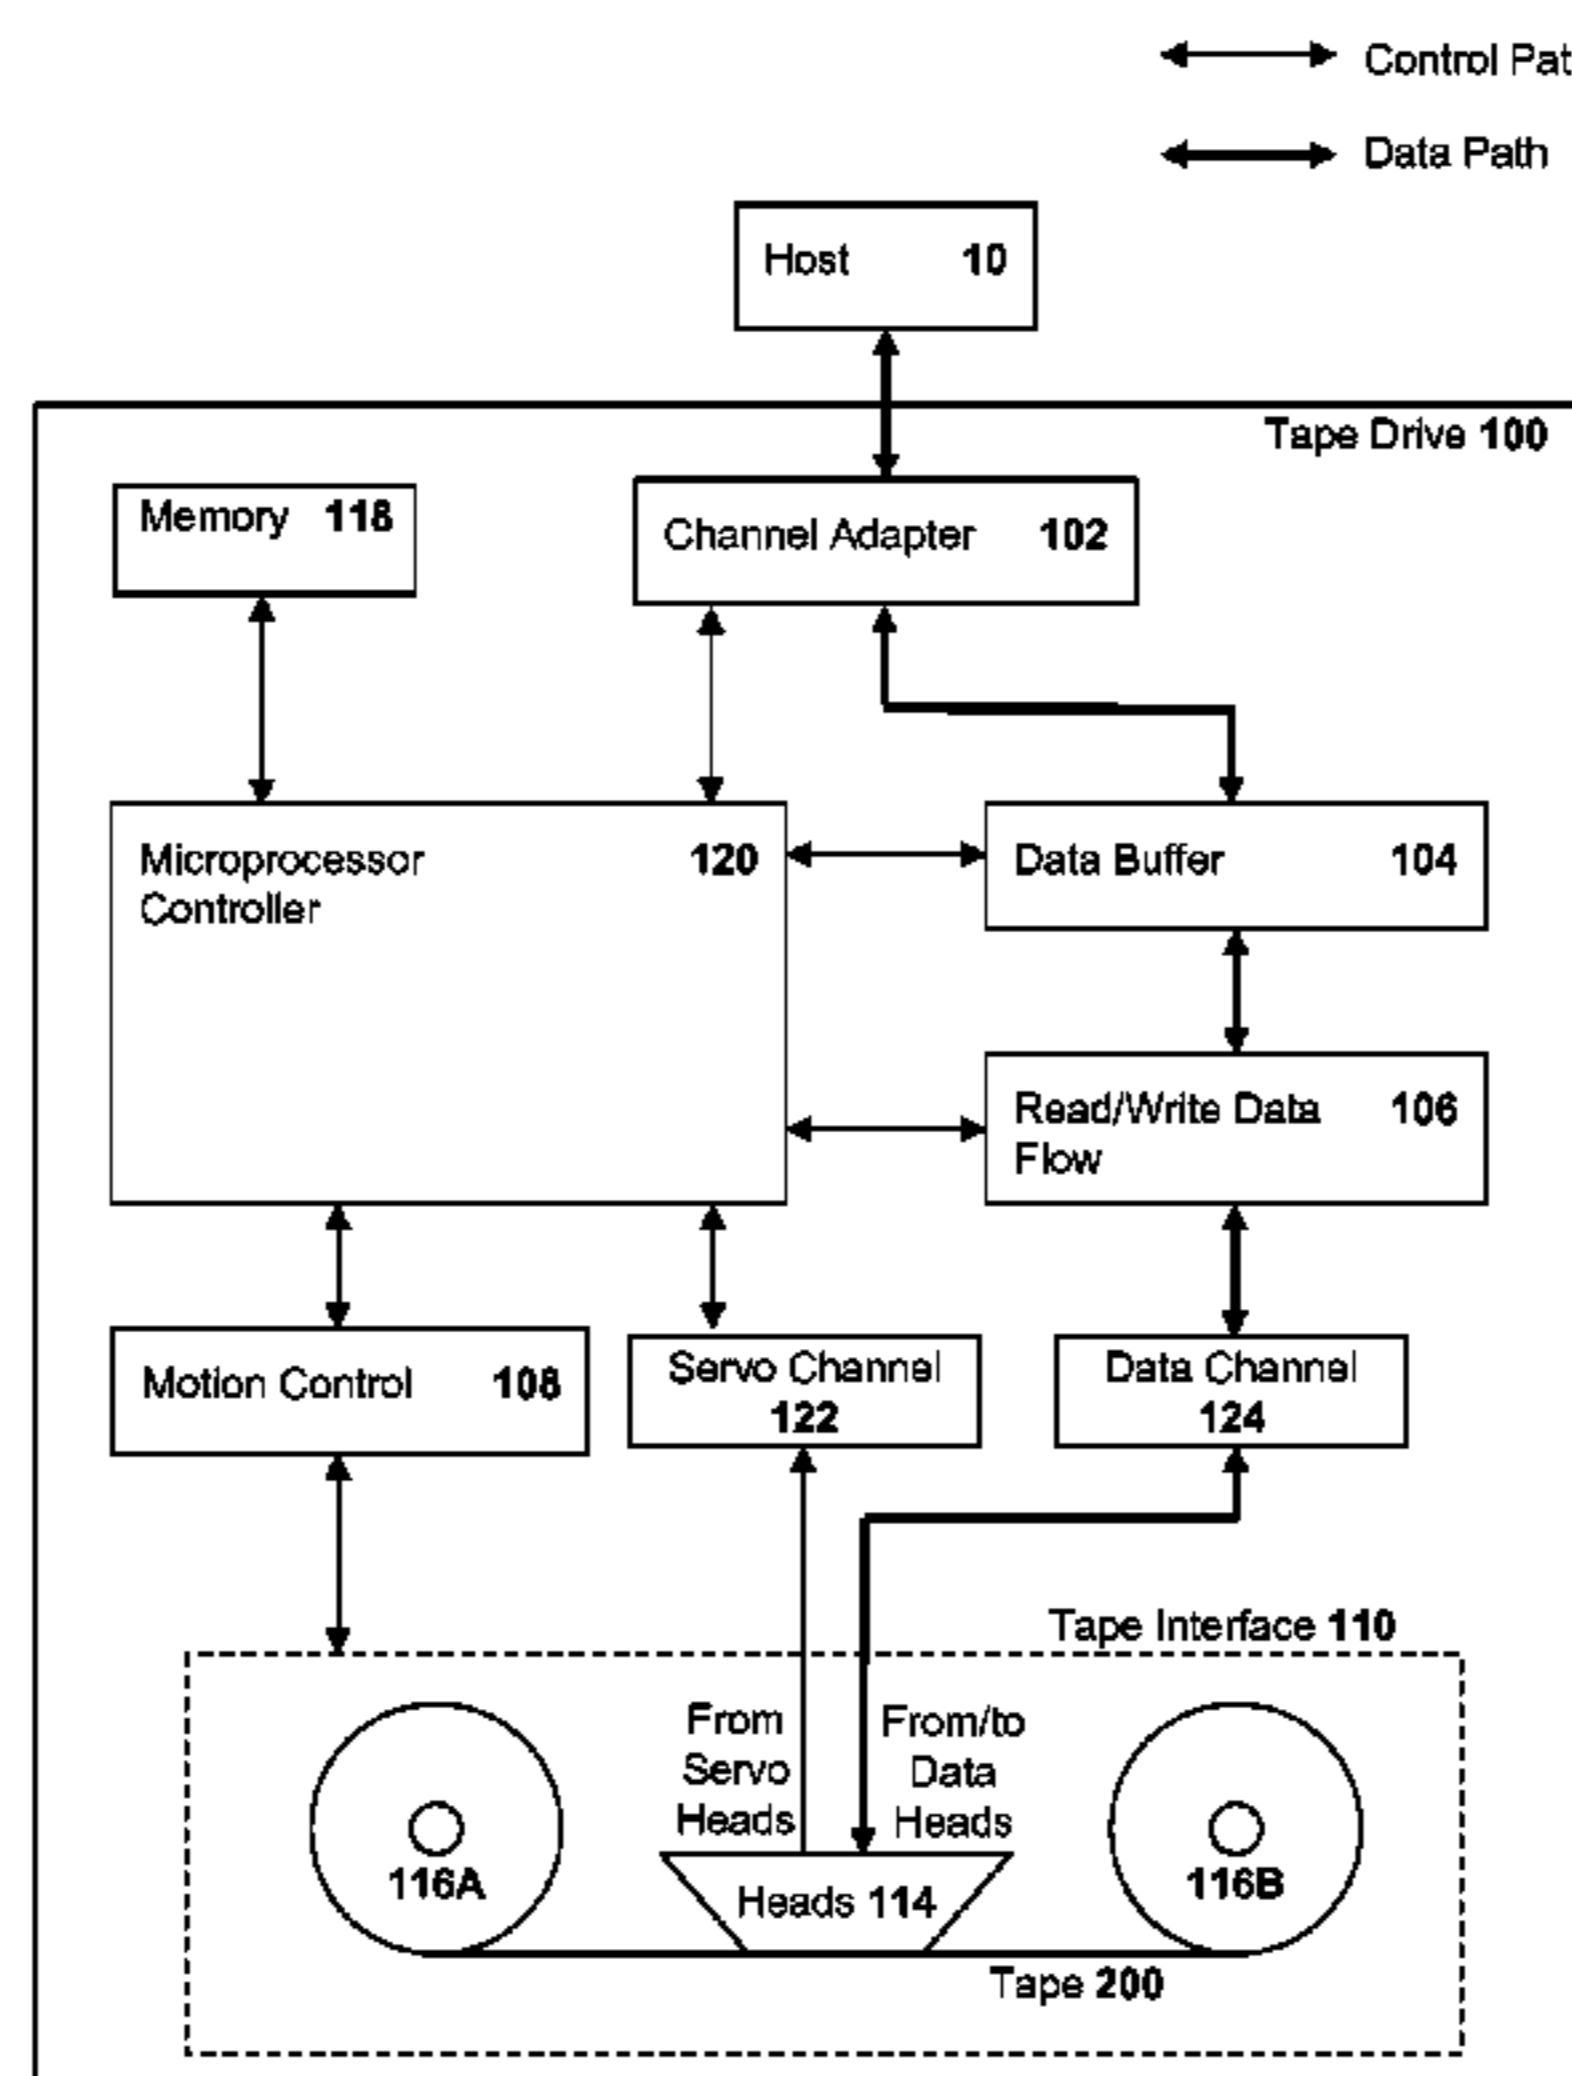 Control Pat
Data Path
Host 10
Tape Drive 100
Memory 118
Channel Adapter 102
Microprocessor 120
Controller
Data Buffer 104
Read/Write Data 106
Flow
Motion Control 108
Servo Channel
122
Data Channel
124
Tape Interface 110
From
Servo
Heads
From/to
Data
Heads
116A
Heads 114
116B
Tape 200